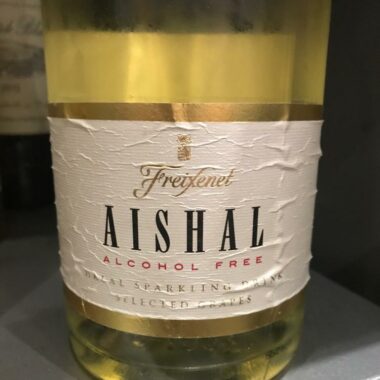 Freixenet
AISHAL
ALCOHOL FREE
HALAL SPARKLING DRINK
SELECTED GRAPES